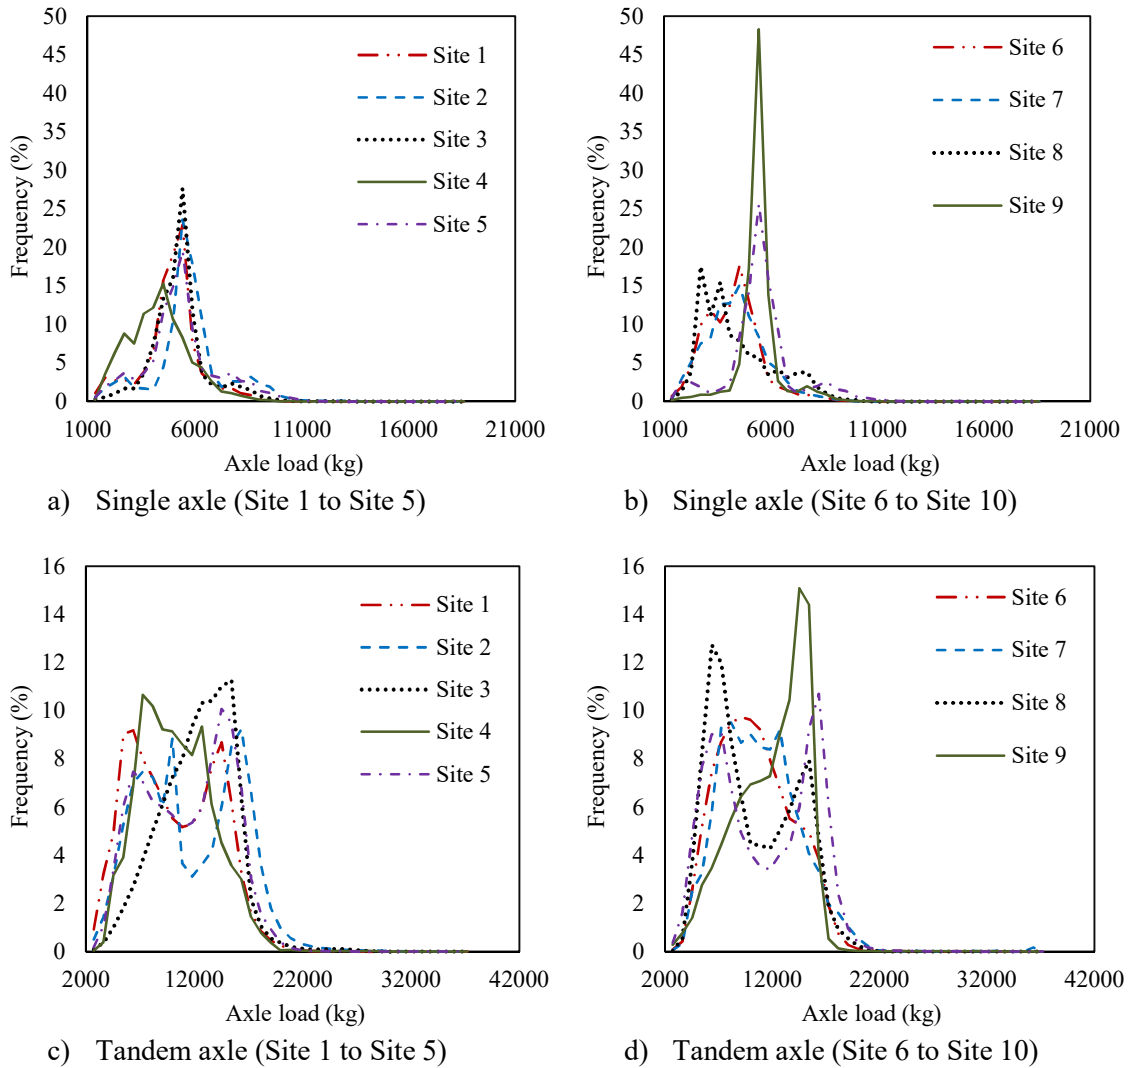 50
45
40
35
30
25
20
15
10
5
0
Frequency (%)
Site 1
Site 2
Site 3
Site 4
Site 5
1000 6000 11000 16000 21000
Axle load (kg)
a) Single axle (Site 1 to Site 5)
50
45
40
35
30
25
20
15
10
5
0
Frequency (%)
Site 6
Site 7
Site 8
Site 9
1000 6000 11000 16000 21000
Axle load (kg)
b) Single axle (Site 6 to Site 10)
16
14
12
10
8
6
4
2
0
Frequency (%)
Site 1
Site 2
Site 3
Site 4
Site 5
2000 12000 22000 32000 42000
Axle load (kg)
c) Tandem axle (Site 1 to Site 5)
16
14
12
10
8
6
4
2
0
Frequency (%)
Site 6
Site 7
Site 8
Site 9
2000 12000 22000 32000 42000
Axle load (kg)
d) Tandem axle (Site 6 to Site 10)